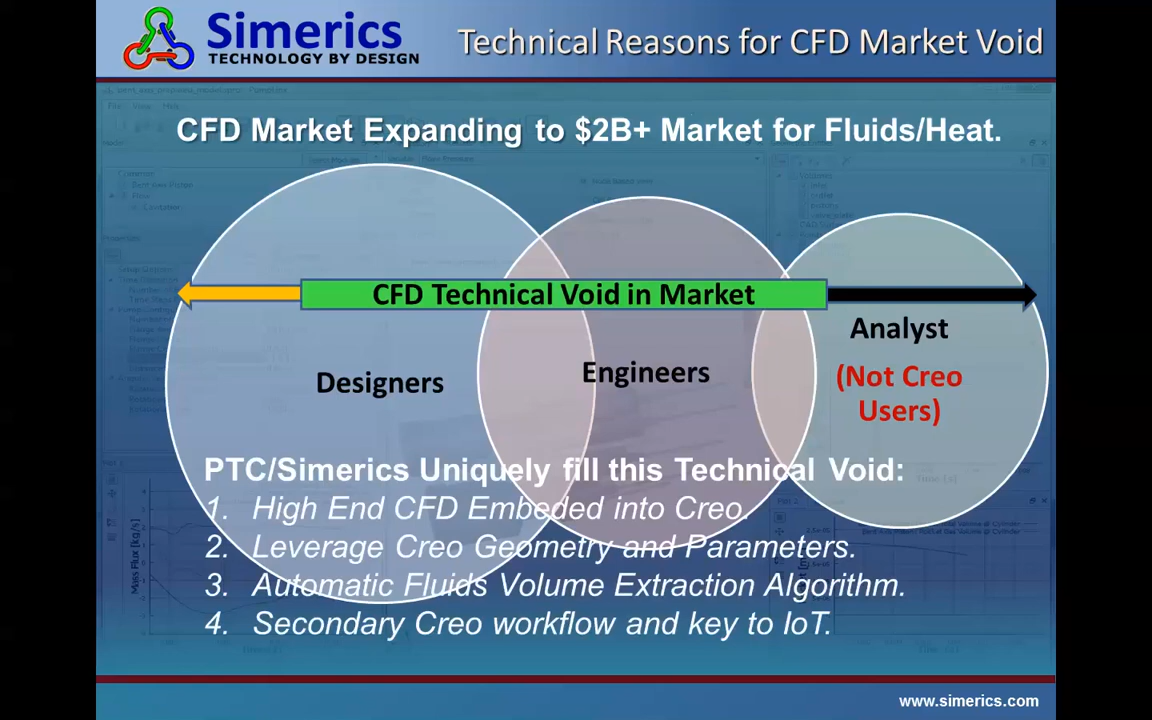 Simerics
TECHNOLOGY BY DESIGN
Technical Reasons for CFD Market Void
CFD Market Expanding to $2B+ Market for Fluids/Heat.
CFD Technical Void in Market
Designers
Engineers
Analyst
(Not Creo
Users)
PTC/Simerics Uniquely fill this Technical Void:
1. High End CFD Embeded into Creo.
2. Leverage Creo Geometry and Parameters.
3. Automatic Fluids Volume Extraction Algorithm.
4. Secondary Creo workflow and key to IoT.
Mass Flux [kg/s]
www.simerics.com